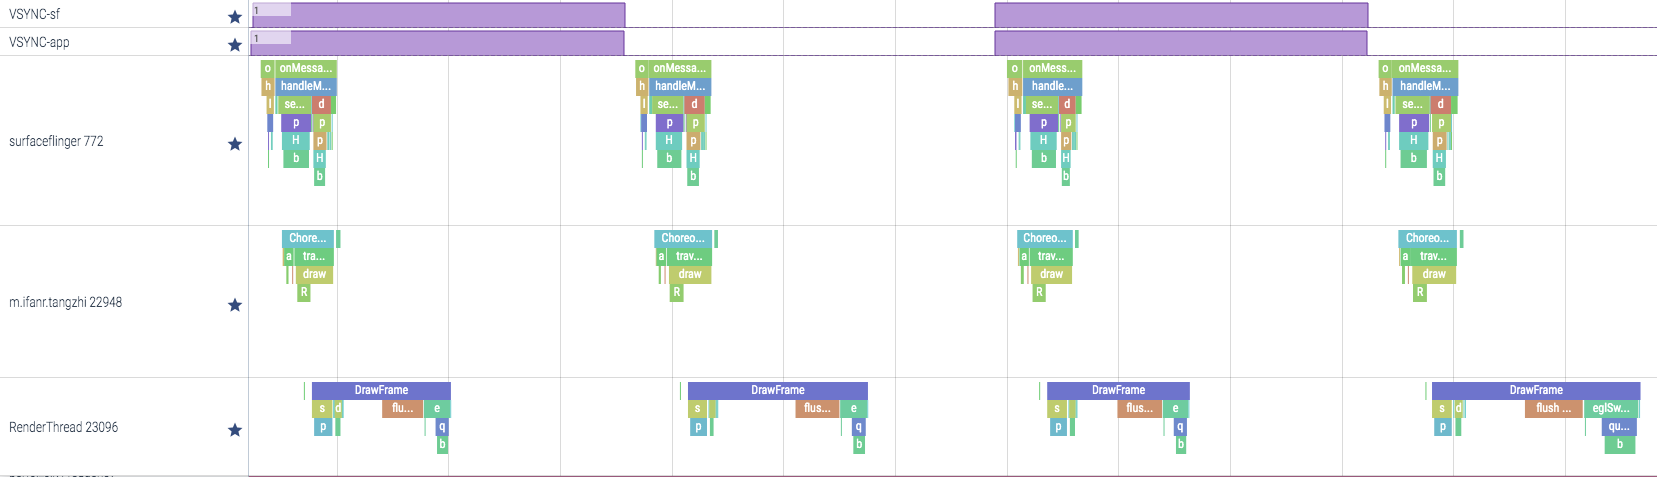 VSYNC-sf
1
VSYNC-app
1
surfaceflinger 772
o onMessa... o onMessa... o onMess... o onMessa...
h handleM... h handleM... h handle... h handleM...
l se... d l se... d l se... d l se... d
p p p p p p p p
H p H p H p H p
b H b H b H b H
b b b b
m.ifanr.tangzhi 22948
Chore... Choreo... Choreo... Choreo...
a tra... a trav... a trav... a trav...
draw draw draw draw
R R R R
RenderThread 23096
DrawFrame DrawFrame DrawFrame DrawFrame
s d flu... e s flus... e s flus... e s d flush ... eglSw...
p q p q p q p qu...
b b b b